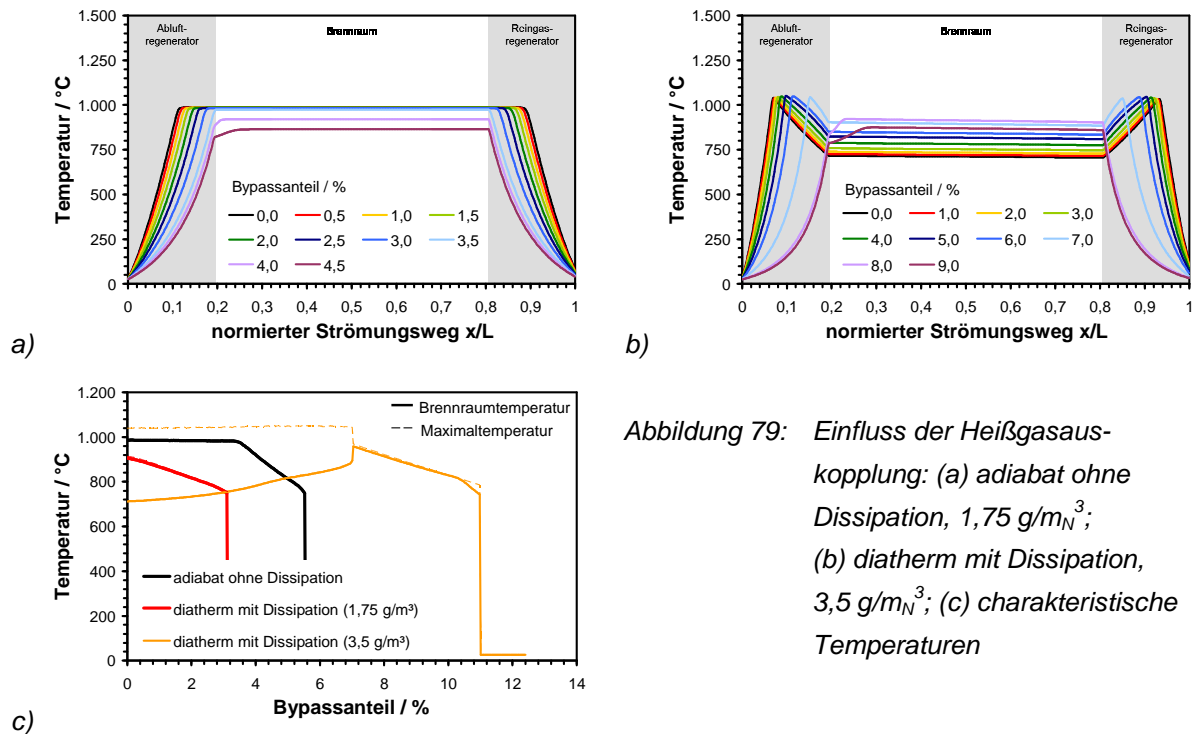 1.500
1.250
1.000
750
500
250
0
Temperatur / °C
Abluft-
regenerator
Brennraum
Reingas-
regenerator
Bypassanteil / %
0,0 0,5 1,0 1,5
2,0 2,5 3,0 3,5
4,0 4,5
0 0,1 0,2 0,3 0,4 0,5 0,6 0,7 0,8 0,9 1
normierter Strömungsweg x/L
a)
1.500
1.250
1.000
750
500
250
0
Temperatur / °C
Abluft-
regenerator
Brennraum
Reingas-
regenerator
Bypassanteil / %
0,0 1,0 2,0 3,0
4,0 5,0 6,0 7,0
8,0 9,0
0 0,1 0,2 0,3 0,4 0,5 0,6 0,7 0,8 0,9 1
normierter Strömungsweg x/L
b)
1.200
1.000
800
600
400
200
0
Temperatur / °C
Brennraumtemperatur
Maximaltemperatur
adiabat ohne Dissipation
diatherm mit Dissipation (1,75 g/m³)
diatherm mit Dissipation (3,5 g/m³)
0 2 4 6 8 10 12 14
Bypassanteil / %
c)
Abbildung 79: Einfluss der Heißgasaus-
kopplung: (a) adiabat ohne
Dissipation, 1,75 g/m_N³;
(b) diatherm mit Dissipation,
3,5 g/m_N³; (c) charakteristische
Temperaturen